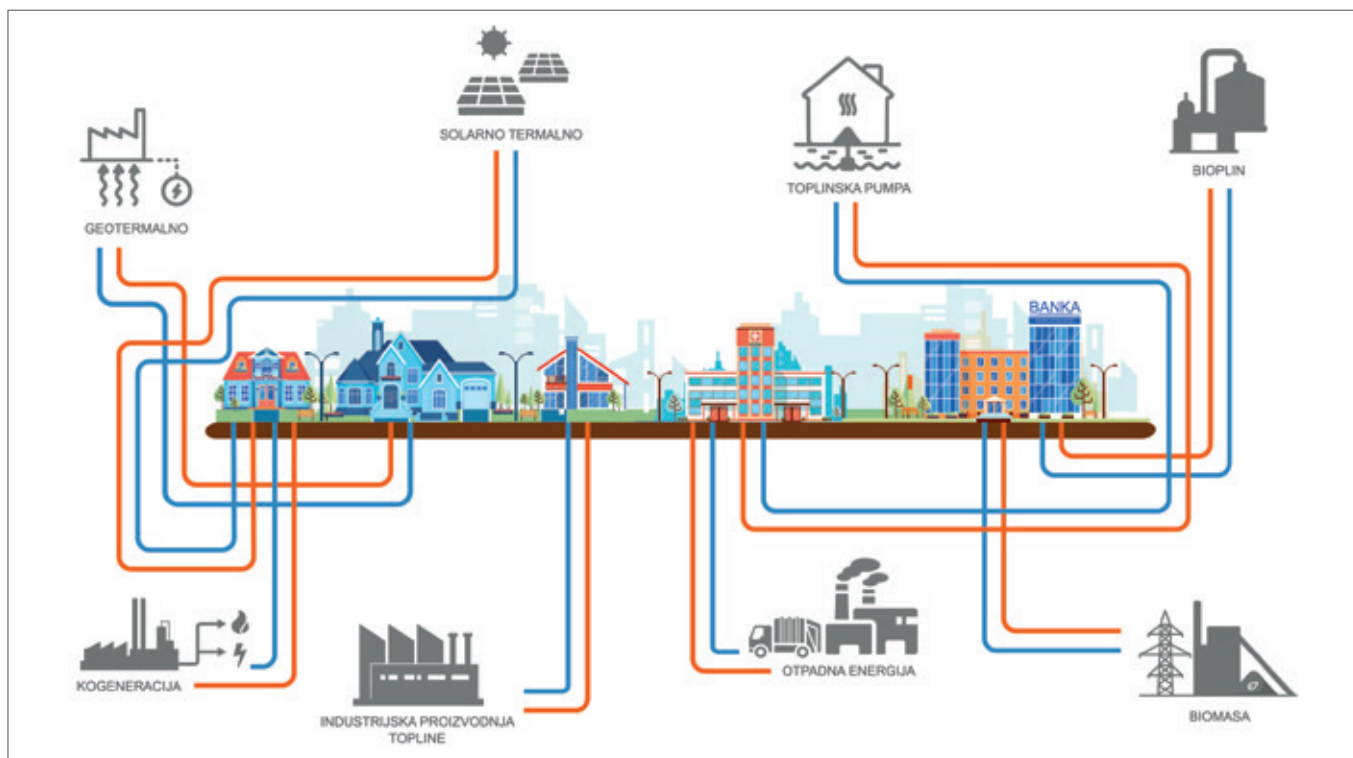 SOLARNO TERMALNO
TOPLINSKA PUMPA
BIOPLIN
GEOTERMALNO
BANKA
KOGENERACIJA
INDUSTRIJSKA PROIZVODNJA
TOPLINE
OTPADNA ENERGIJA
BIOMASA